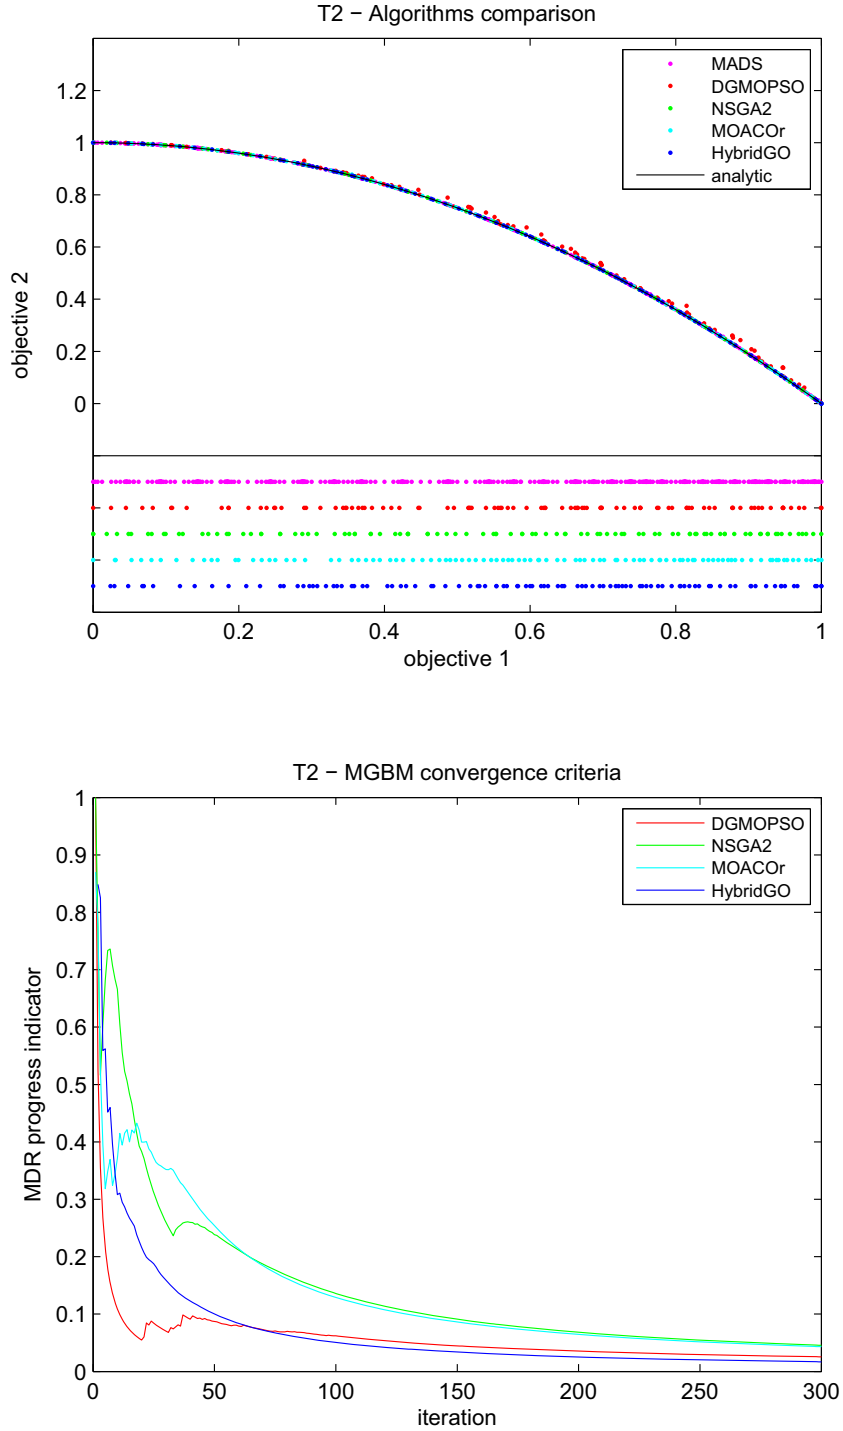 T2 − Algorithms comparison
MADS
DGMOPSO
NSGA2
MOACOr
HybridGO
analytic
1.2
1
0.8
0.6
0.4
0.2
0
objective 2
0 0.2 0.4 0.6 0.8 1
objective 1
T2 − MGBM convergence criteria
DGMOPSO
NSGA2
MOACOr
HybridGO
1
0.9
0.8
0.7
0.6
0.5
0.4
0.3
0.2
0.1
0
MDR progress indicator
0 50 100 150 200 250 300
iteration